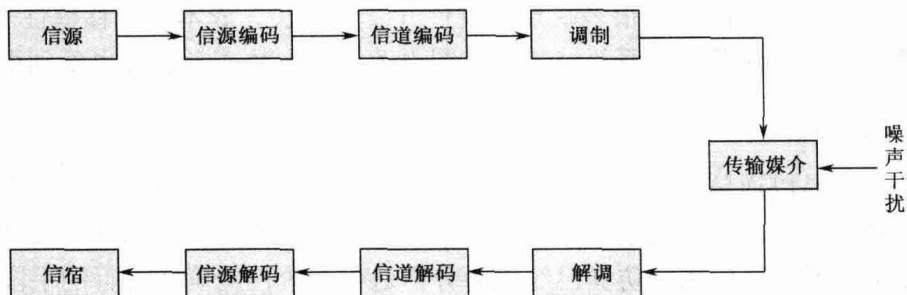 信源
信源编码
信道编码
调制
传输媒介
噪声干扰
信宿
信源解码
信道解码
解调